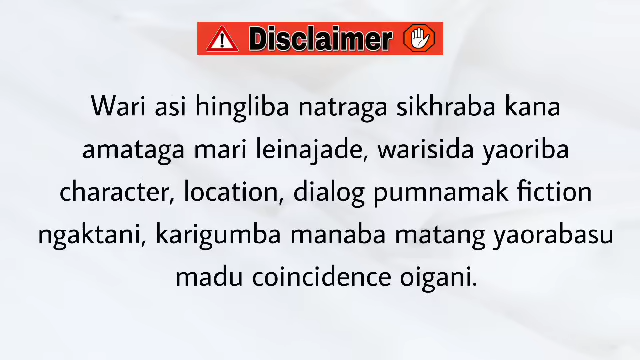 Disclaimer
Wari asi hingliba natraga sikhraba kana
amataga mari leinajade, warisida yaoriba
character, location, dialog pumnamak fiction
ngaktani, karigumba manaba matang yaorabasu
madu coincidence oigani.